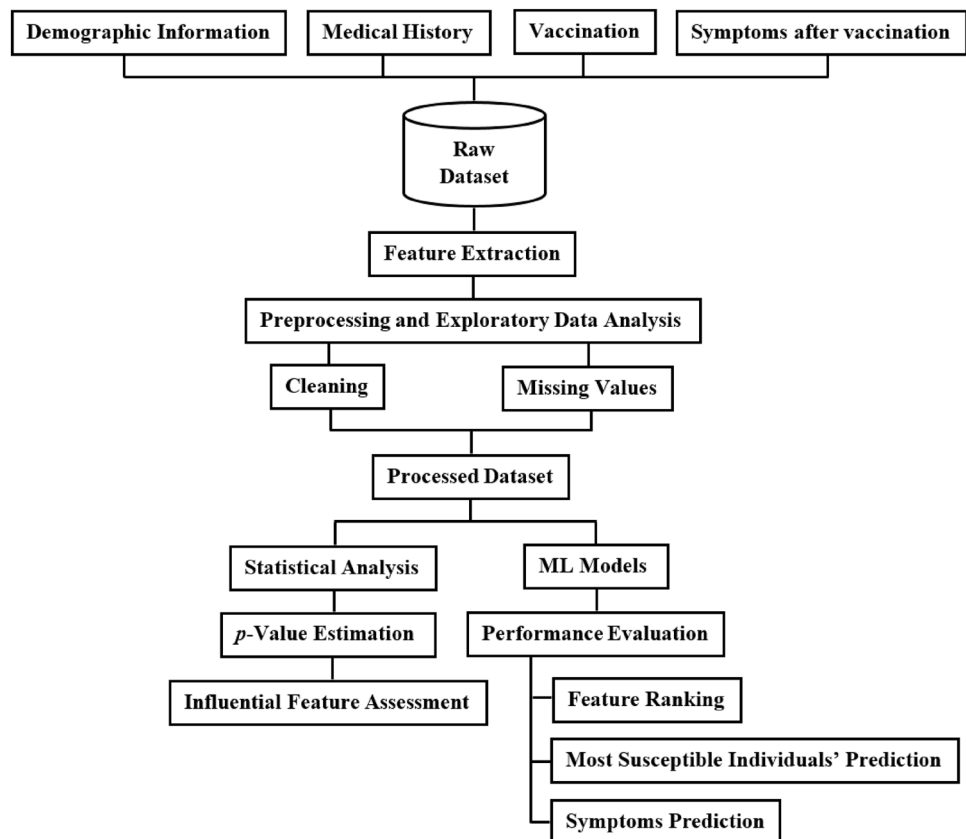 Demographic Information
Medical History
Vaccination
Symptoms after vaccination
Raw
Dataset
Feature Extraction
Preprocessing and Exploratory Data Analysis
Cleaning
Missing Values
Processed Dataset
Statistical Analysis
ML Models
p-Value Estimation
Performance Evaluation
Influential Feature Assessment
Feature Ranking
Most Susceptible Individuals’ Prediction
Symptoms Prediction